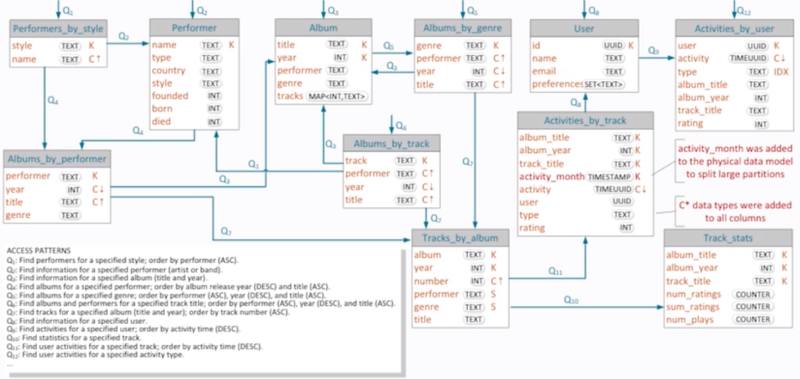 Q₁
Q₂
Q₃
Q₅
Q₈
Q₁₂
Performers_by_style
style TEXT K
name TEXT C↑
Q₂
Performer
name TEXT K
type TEXT
country TEXT
style TEXT
founded INT
born INT
died INT
Album
title TEXT K
year INT K
performer TEXT
genre TEXT
tracks MAP<INT,TEXT>
Q₅
Q₃
Albums_by_genre
genre TEXT K
performer TEXT C↑
year INT C↓
title TEXT C↑
User
id UUID K
name TEXT
email TEXT
preferences SET<TEXT>
Q₉
Activities_by_user
user UUID K
activity TIMEUUID C↓
type TEXT IDX
album_title TEXT
album_year INT
track_title TEXT
rating INT
Q₄
Q₄
Q₆
Q₃
Q₇
Q₈
Albums_by_performer
performer TEXT K
year INT C↓
title TEXT C↑
genre TEXT
Q₃
Albums_by_track
track TEXT K
performer TEXT C↑
year INT C↓
title TEXT C↑
Activities_by_track
album_title TEXT K
album_year INT K
track_title TEXT K
activity_month TIMESTAMP K
activity TIMEUUID C↓
user UUID
type TEXT
rating INT
activity_month was added
to the physical data model
to split large partitions
C* data types were added
to all columns
Q₇
Q₇
Tracks_by_album
album TEXT K
year INT K
number INT C↑
performer TEXT S
genre TEXT S
title TEXT
Q₁₁
Q₁₀
Track_stats
album_title TEXT K
album_year INT K
track_title TEXT K
num_ratings COUNTER
sum_ratings COUNTER
num_plays COUNTER
ACCESS PATTERNS
Q₁: Find performers for a specified style; order by performer (ASC).
Q₂: Find information for a specified performer (artist or band).
Q₃: Find information for a specified album (title and year).
Q₄: Find albums for a specified performer; order by album release year (DESC) and title (ASC).
Q₅: Find albums for a specified genre; order by performer (ASC), year (DESC), and title (ASC).
Q₆: Find albums and performers for a specified track title; order by performer (ASC), year (DESC), and title (ASC).
Q₇: Find tracks for a specified album (title and year); order by track number (ASC).
Q₈: Find information for a specified user.
Q₉: Find activities for a specified user; order by activity time (DESC).
Q₁₀: Find statistics for a specified track.
Q₁₁: Find user activities for a specified track; order by activity time (DESC).
Q₁₂: Find user activities for a specified activity type.
...